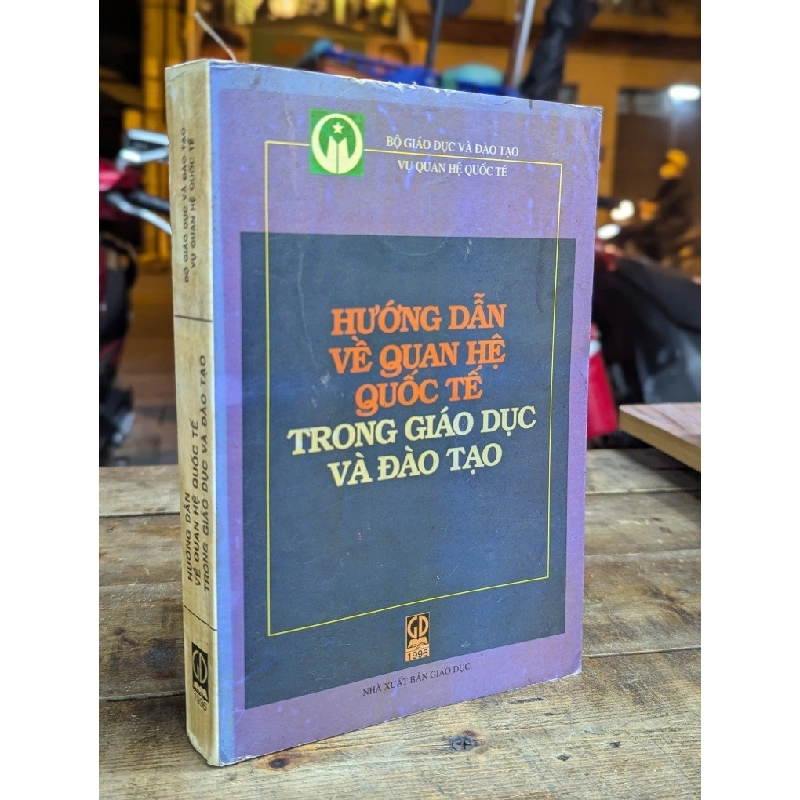 BỘ GIÁO DỤC VÀ ĐÀO TẠO
VỤ QUAN HỆ QUỐC TẾ
HƯỚNG DẪN
VỀ QUAN HỆ
QUỐC TẾ
TRONG GIÁO DỤC
VÀ ĐÀO TẠO
GD
NHÀ XUẤT BẢN GIÁO DỤC
BỘ GIÁO DỤC VÀ ĐÀO TẠO
VỤ QUAN HỆ QUỐC TẾ
HƯỚNG DẪN
VỀ QUAN HỆ QUỐC TẾ
TRONG GIÁO DỤC VÀ ĐÀO TẠO
GD